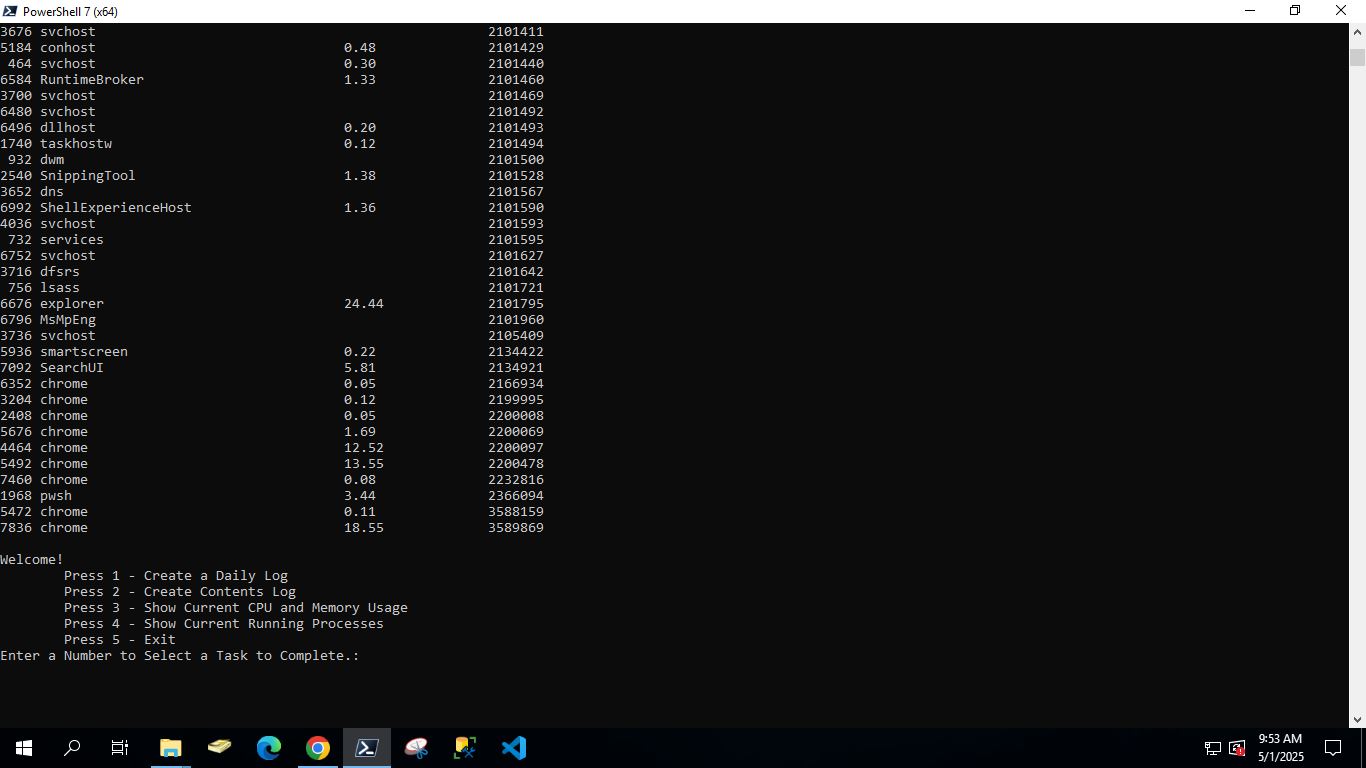 PowerShell 7 (x64)
3676 svchost 2101411
5184 conhost 0.48 2101429
464 svchost 0.30 2101440
6584 RuntimeBroker 1.33 2101460
3700 svchost 2101469
6480 svchost 2101492
6496 dllhost 0.20 2101493
1740 taskhostw 0.12 2101494
932 dwm 2101500
2540 SnippingTool 1.38 2101528
3652 dns 2101567
6992 ShellExperienceHost 1.36 2101590
4036 svchost 2101593
732 services 2101595
6752 svchost 2101627
3716 dfsrs 2101642
756 lsass 2101721
6676 explorer 24.44 2101795
6796 MsMpEng 2101960
3736 svchost 2105409
5936 smartscreen 0.22 2134422
7092 SearchUI 5.81 2134921
6352 chrome 0.05 2166934
3204 chrome 0.12 2199995
2408 chrome 0.05 2200008
5676 chrome 1.69 2200069
4464 chrome 12.52 2200097
5492 chrome 13.55 2200478
7460 chrome 0.08 2232816
1968 pwsh 3.44 2366094
5472 chrome 0.11 3588159
7836 chrome 18.55 3589869
Welcome!
Press 1 - Create a Daily Log
Press 2 - Create Contents Log
Press 3 - Show Current CPU and Memory Usage
Press 4 - Show Current Running Processes
Press 5 - Exit
Enter a Number to Select a Task to Complete.:
9:53 AM
5/1/2025